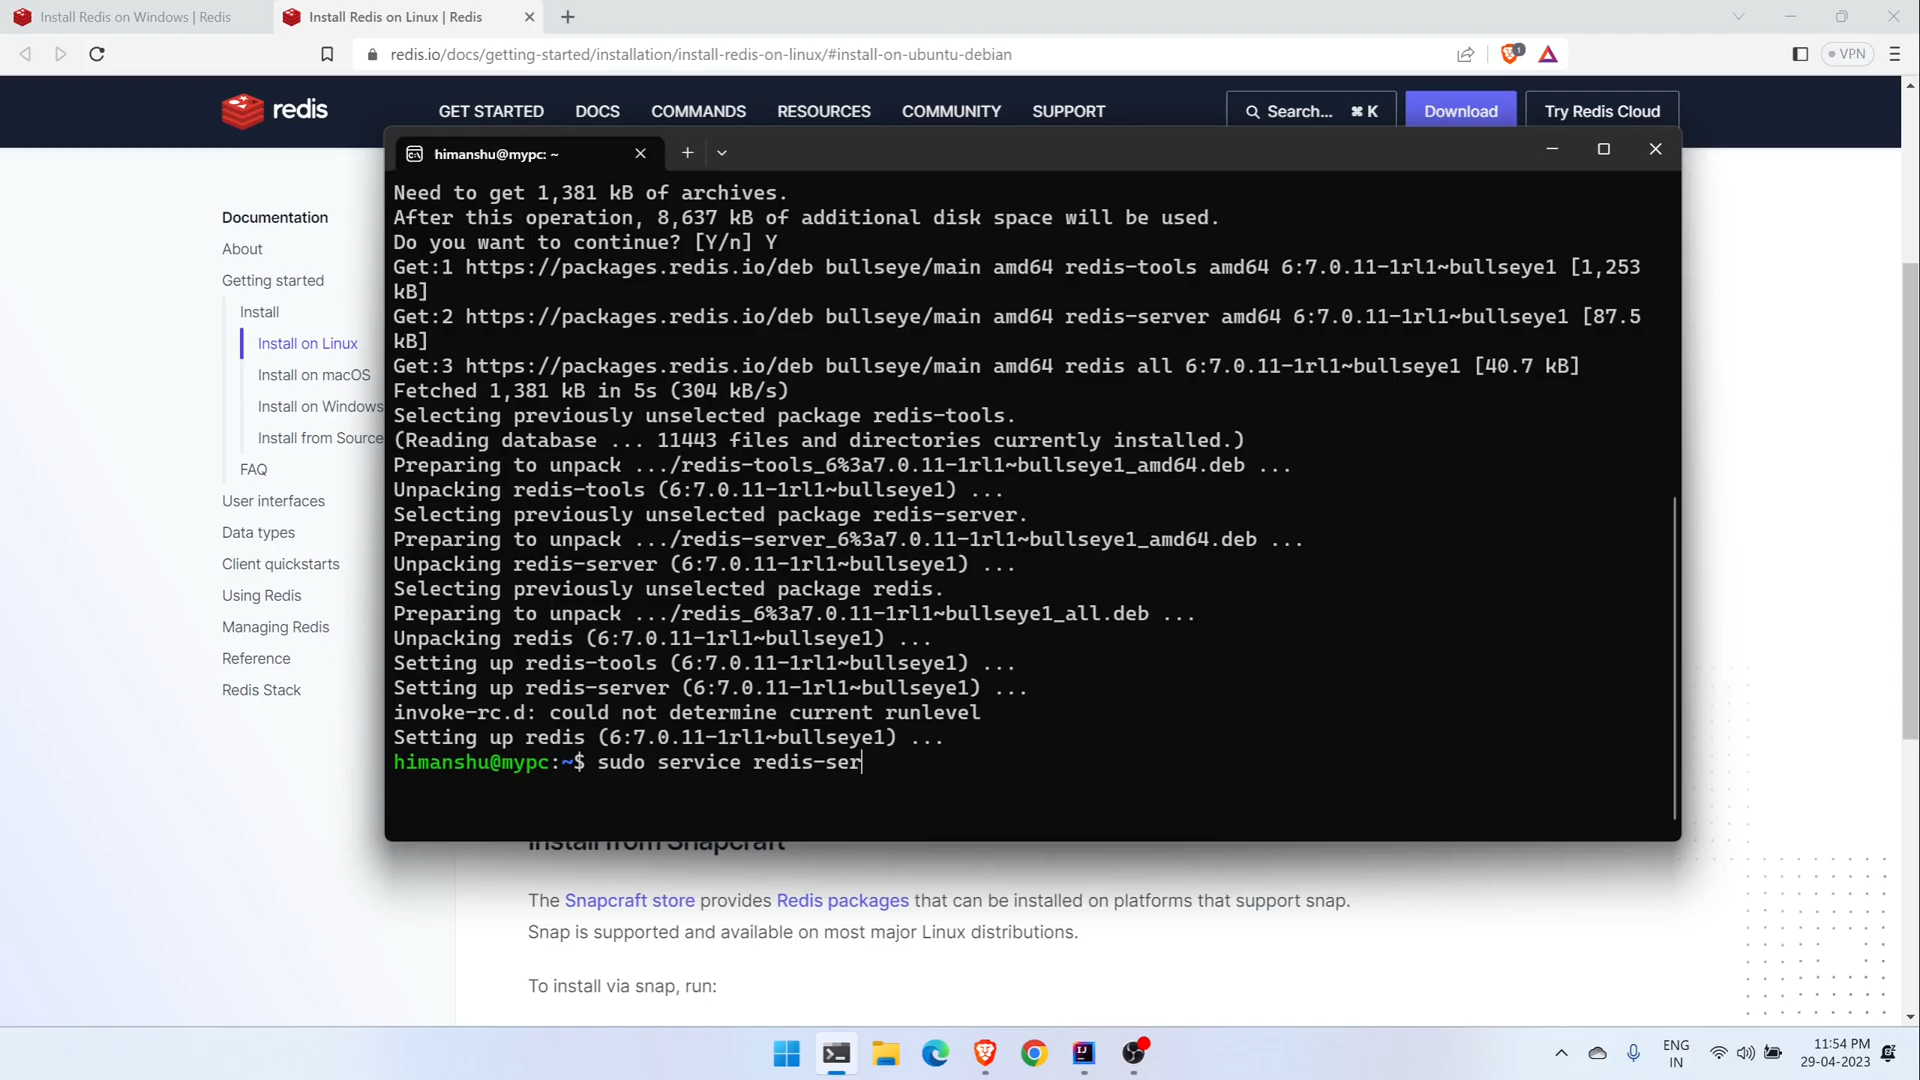 Install Redis on Windows | Redis
Install Redis on Linux | Redis
redis.io/docs/getting-started/installation/install-redis-on-linux/#install-on-ubuntu-debian
1
VPN
redis
GET STARTED
DOCS
COMMANDS
RESOURCES
COMMUNITY
SUPPORT
Search... ⌘ K
Download
Try Redis Cloud
Documentation
About
Getting started
Install
Install on Linux
Install on macOS
Install on Windows
Install from Source
FAQ
User interfaces
Data types
Client quickstarts
Using Redis
Managing Redis
Reference
Redis Stack
himanshu@mypc: ~
Need to get 1,381 kB of archives.
After this operation, 8,637 kB of additional disk space will be used.
Do you want to continue? [Y/n] Y
Get:1 https://packages.redis.io/deb bullseye/main amd64 redis-tools amd64 6:7.0.11-1rl1~bullseye1 [1,253
kB]
Get:2 https://packages.redis.io/deb bullseye/main amd64 redis-server amd64 6:7.0.11-1rl1~bullseye1 [87.5
kB]
Get:3 https://packages.redis.io/deb bullseye/main amd64 redis all 6:7.0.11-1rl1~bullseye1 [40.7 kB]
Fetched 1,381 kB in 5s (304 kB/s)
Selecting previously unselected package redis-tools.
(Reading database ... 11443 files and directories currently installed.)
Preparing to unpack .../redis-tools_6%3a7.0.11-1rl1~bullseye1_amd64.deb ...
Unpacking redis-tools (6:7.0.11-1rl1~bullseye1) ...
Selecting previously unselected package redis-server.
Preparing to unpack .../redis-server_6%3a7.0.11-1rl1~bullseye1_amd64.deb ...
Unpacking redis-server (6:7.0.11-1rl1~bullseye1) ...
Selecting previously unselected package redis.
Preparing to unpack .../redis_6%3a7.0.11-1rl1~bullseye1_all.deb ...
Unpacking redis (6:7.0.11-1rl1~bullseye1) ...
Setting up redis-tools (6:7.0.11-1rl1~bullseye1) ...
Setting up redis-server (6:7.0.11-1rl1~bullseye1) ...
invoke-rc.d: could not determine current runlevel
Setting up redis (6:7.0.11-1rl1~bullseye1) ...
himanshu@mypc:~$ sudo service redis-ser
Install from Snapcraft
The Snapcraft store provides Redis packages that can be installed on platforms that support snap.
Snap is supported and available on most major Linux distributions.
To install via snap, run:
IJ
ENG
IN
11:54 PM
29-04-2023